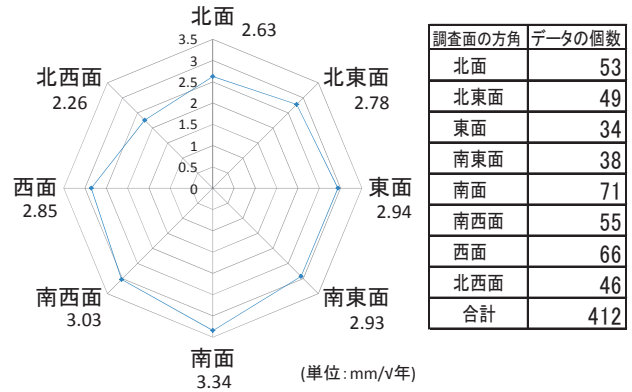 北面
2.63
北東面
2.78
東面
2.94
南東面
2.93
南面
3.34
南西面
3.03
西面
2.85
北西面
2.26
3.5
3
2.5
2
1.5
1
0.5
0
(単位:mm/√年)
調査面の方角 データの個数
北面 53
北東面 49
東面 34
南東面 38
南面 71
南西面 55
西面 66
北西面 46
合計 412